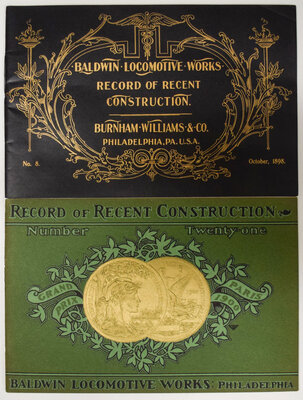 BALDWIN·LOCOMOTIVE·WORKS
RECORD OF RECENT
CONSTRUCTION.
BURNHAM·WILLIAMS·&·CO.
PHILADELPHIA, PA. U.S.A.
No. 8. October, 1898.
RECORD OF RECENT CONSTRUCTION
Number Twenty-one
GRAND PRIX
PARIS 1900
BALDWIN LOCOMOTIVE WORKS: PHILADELPHIA